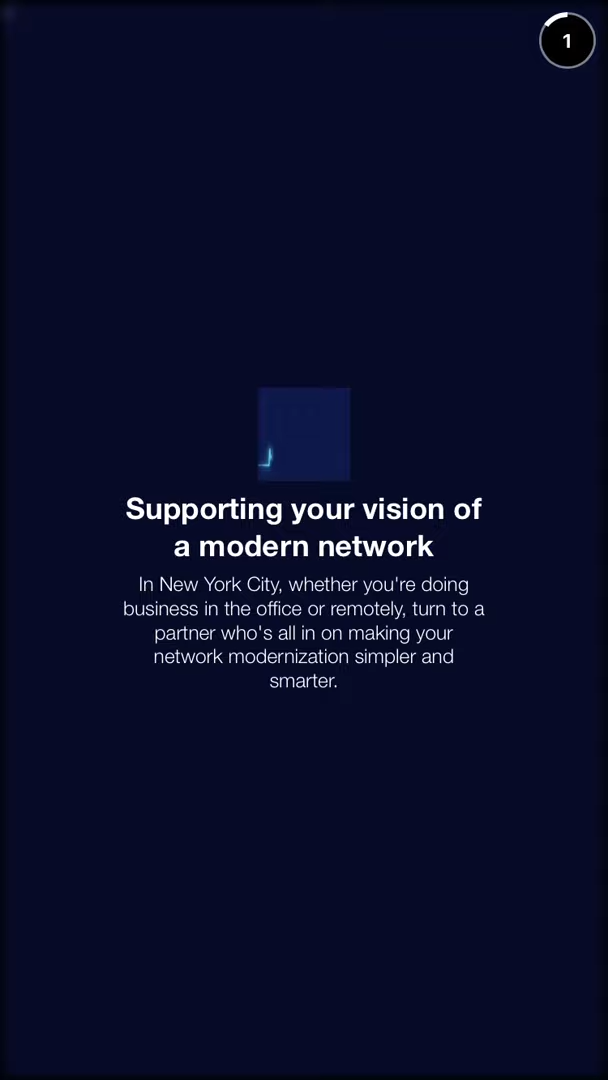 1
Supporting your vision of
a modern network
In New York City, whether you're doing
business in the office or remotely, turn to a
partner who's all in on making your
network modernization simpler and
smarter.